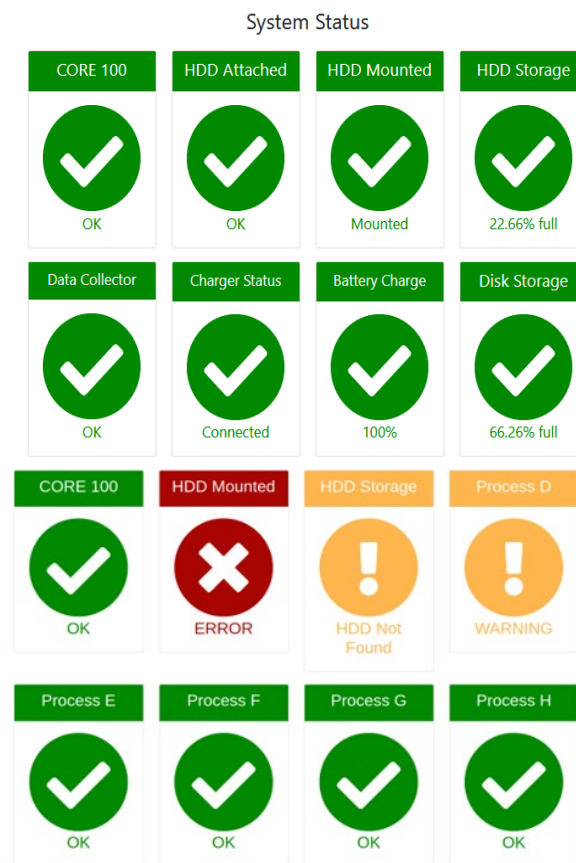 System Status
CORE 100
HDD Attached
HDD Mounted
HDD Storage
OK
OK
Mounted
22.66% full
Data Collector
Charger Status
Battery Charge
Disk Storage
OK
Connected
100%
66.26% full
CORE 100
HDD Mounted
HDD Storage
Process D
OK
ERROR
HDD Not
Found
WARNING
Process E
Process F
Process G
Process H
OK
OK
OK
OK